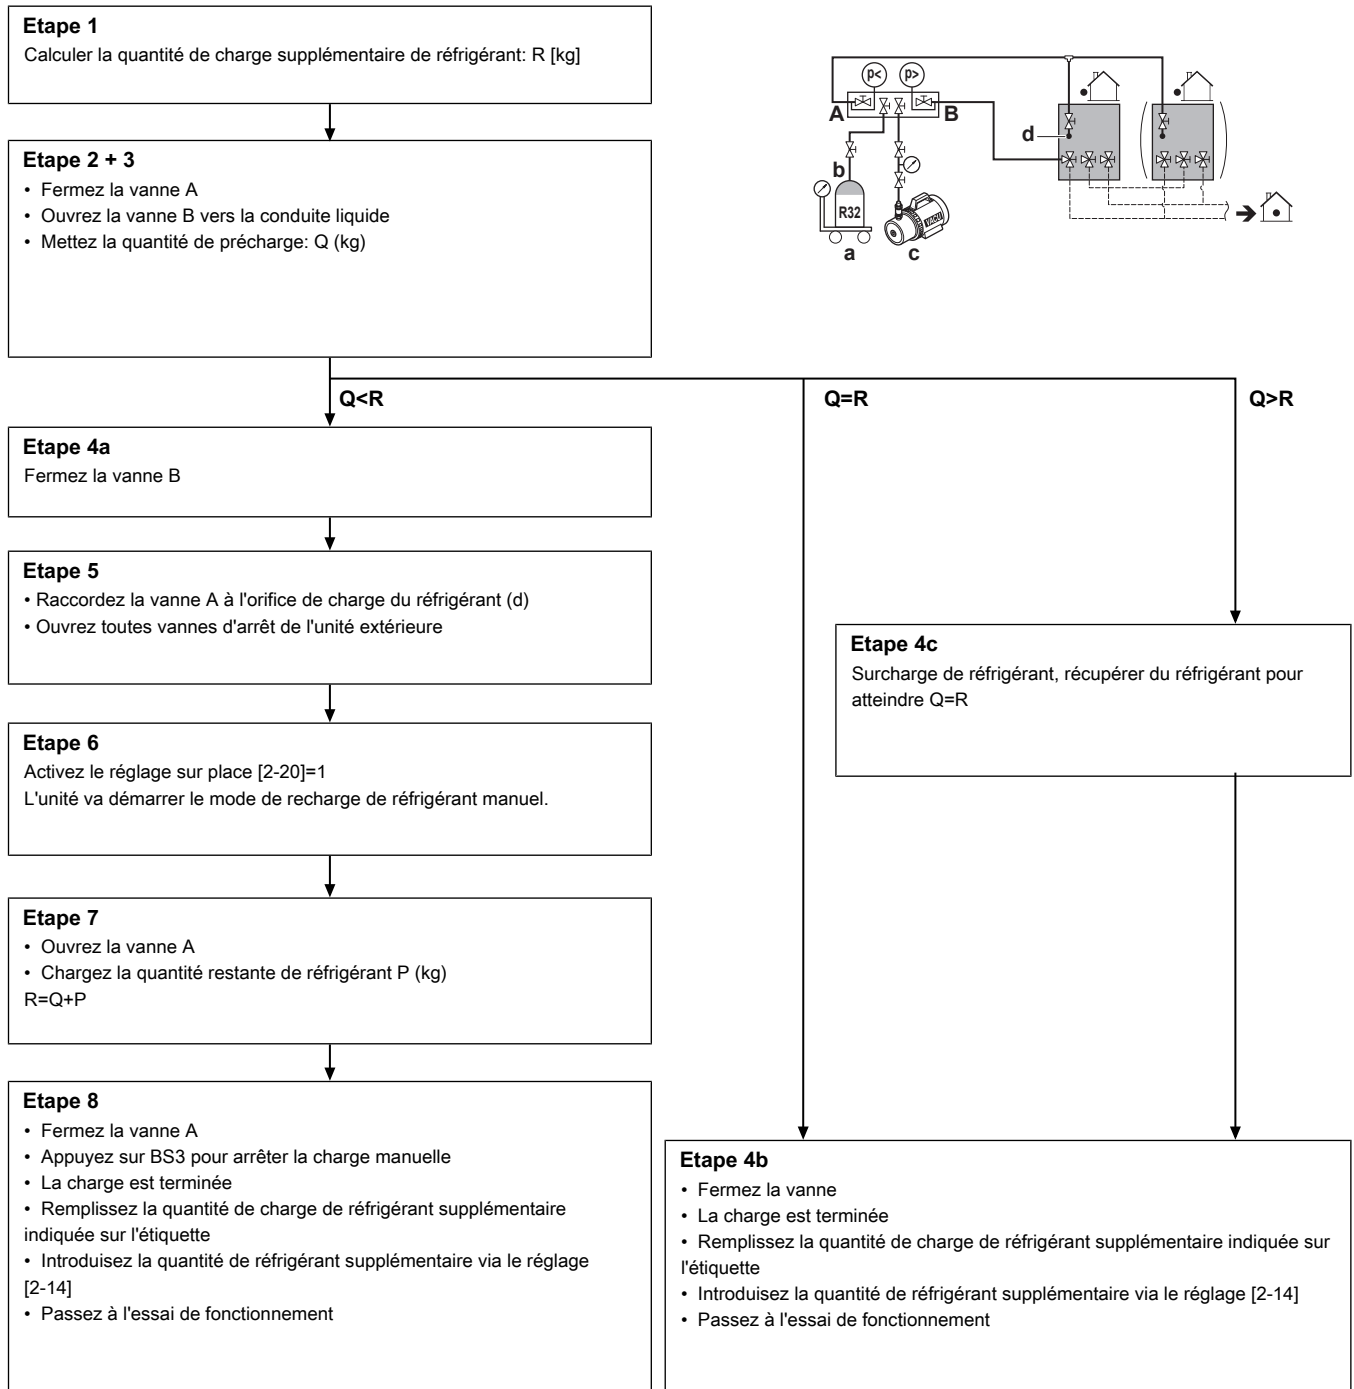 Etape 1
Calculer la quantité de charge supplémentaire de réfrigérant: R [kg]
p<
p>
A
B
b
R32
a
VACU
c
d
Etape 2 + 3
• Fermez la vanne A
• Ouvrez la vanne B vers la conduite liquide
• Mettez la quantité de précharge: Q (kg)
Q<R
Q=R
Q>R
Etape 4a
Fermez la vanne B
Etape 5
• Raccordez la vanne A à l'orifice de charge du réfrigérant (d)
• Ouvrez toutes vannes d'arrêt de l'unité extérieure
Etape 4c
Surcharge de réfrigérant, récupérer du réfrigérant pour
atteindre Q=R
Etape 6
Activez le réglage sur place [2-20]=1
L'unité va démarrer le mode de recharge de réfrigérant manuel.
Etape 7
• Ouvrez la vanne A
• Chargez la quantité restante de réfrigérant P (kg)
R=Q+P
Etape 8
• Fermez la vanne A
• Appuyez sur BS3 pour arrêter la charge manuelle
• La charge est terminée
• Remplissez la quantité de charge de réfrigérant supplémentaire
indiquée sur l'étiquette
• Introduisez la quantité de réfrigérant supplémentaire via le réglage
[2-14]
• Passez à l'essai de fonctionnement
Etape 4b
• Fermez la vanne
• La charge est terminée
• Remplissez la quantité de charge de réfrigérant supplémentaire indiquée sur
l'étiquette
• Introduisez la quantité de réfrigérant supplémentaire via le réglage [2-14]
• Passez à l'essai de fonctionnement